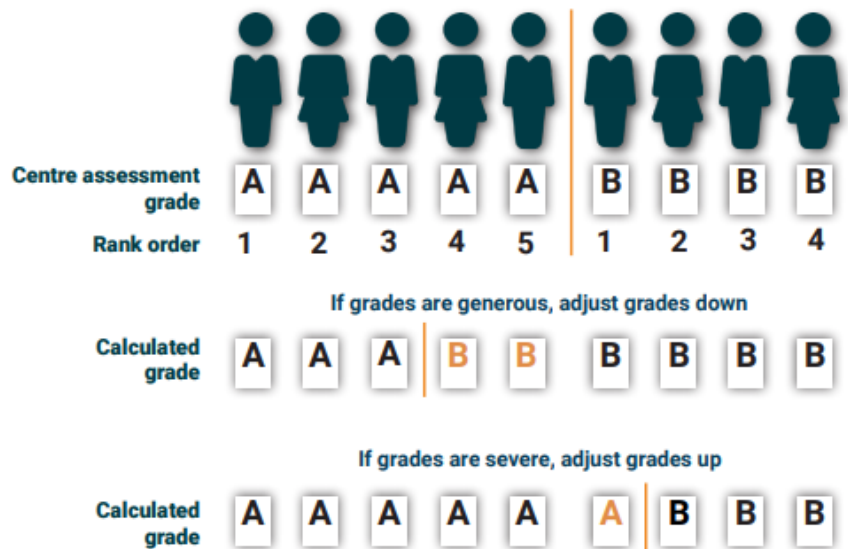 Centre assessment
grade
A A A A A B B B B
Rank order
1 2 3 4 5 1 2 3 4
If grades are generous, adjust grades down
Calculated
grade
A A A B B B B B B
If grades are severe, adjust grades up
Calculated
grade
A A A A A A B B B